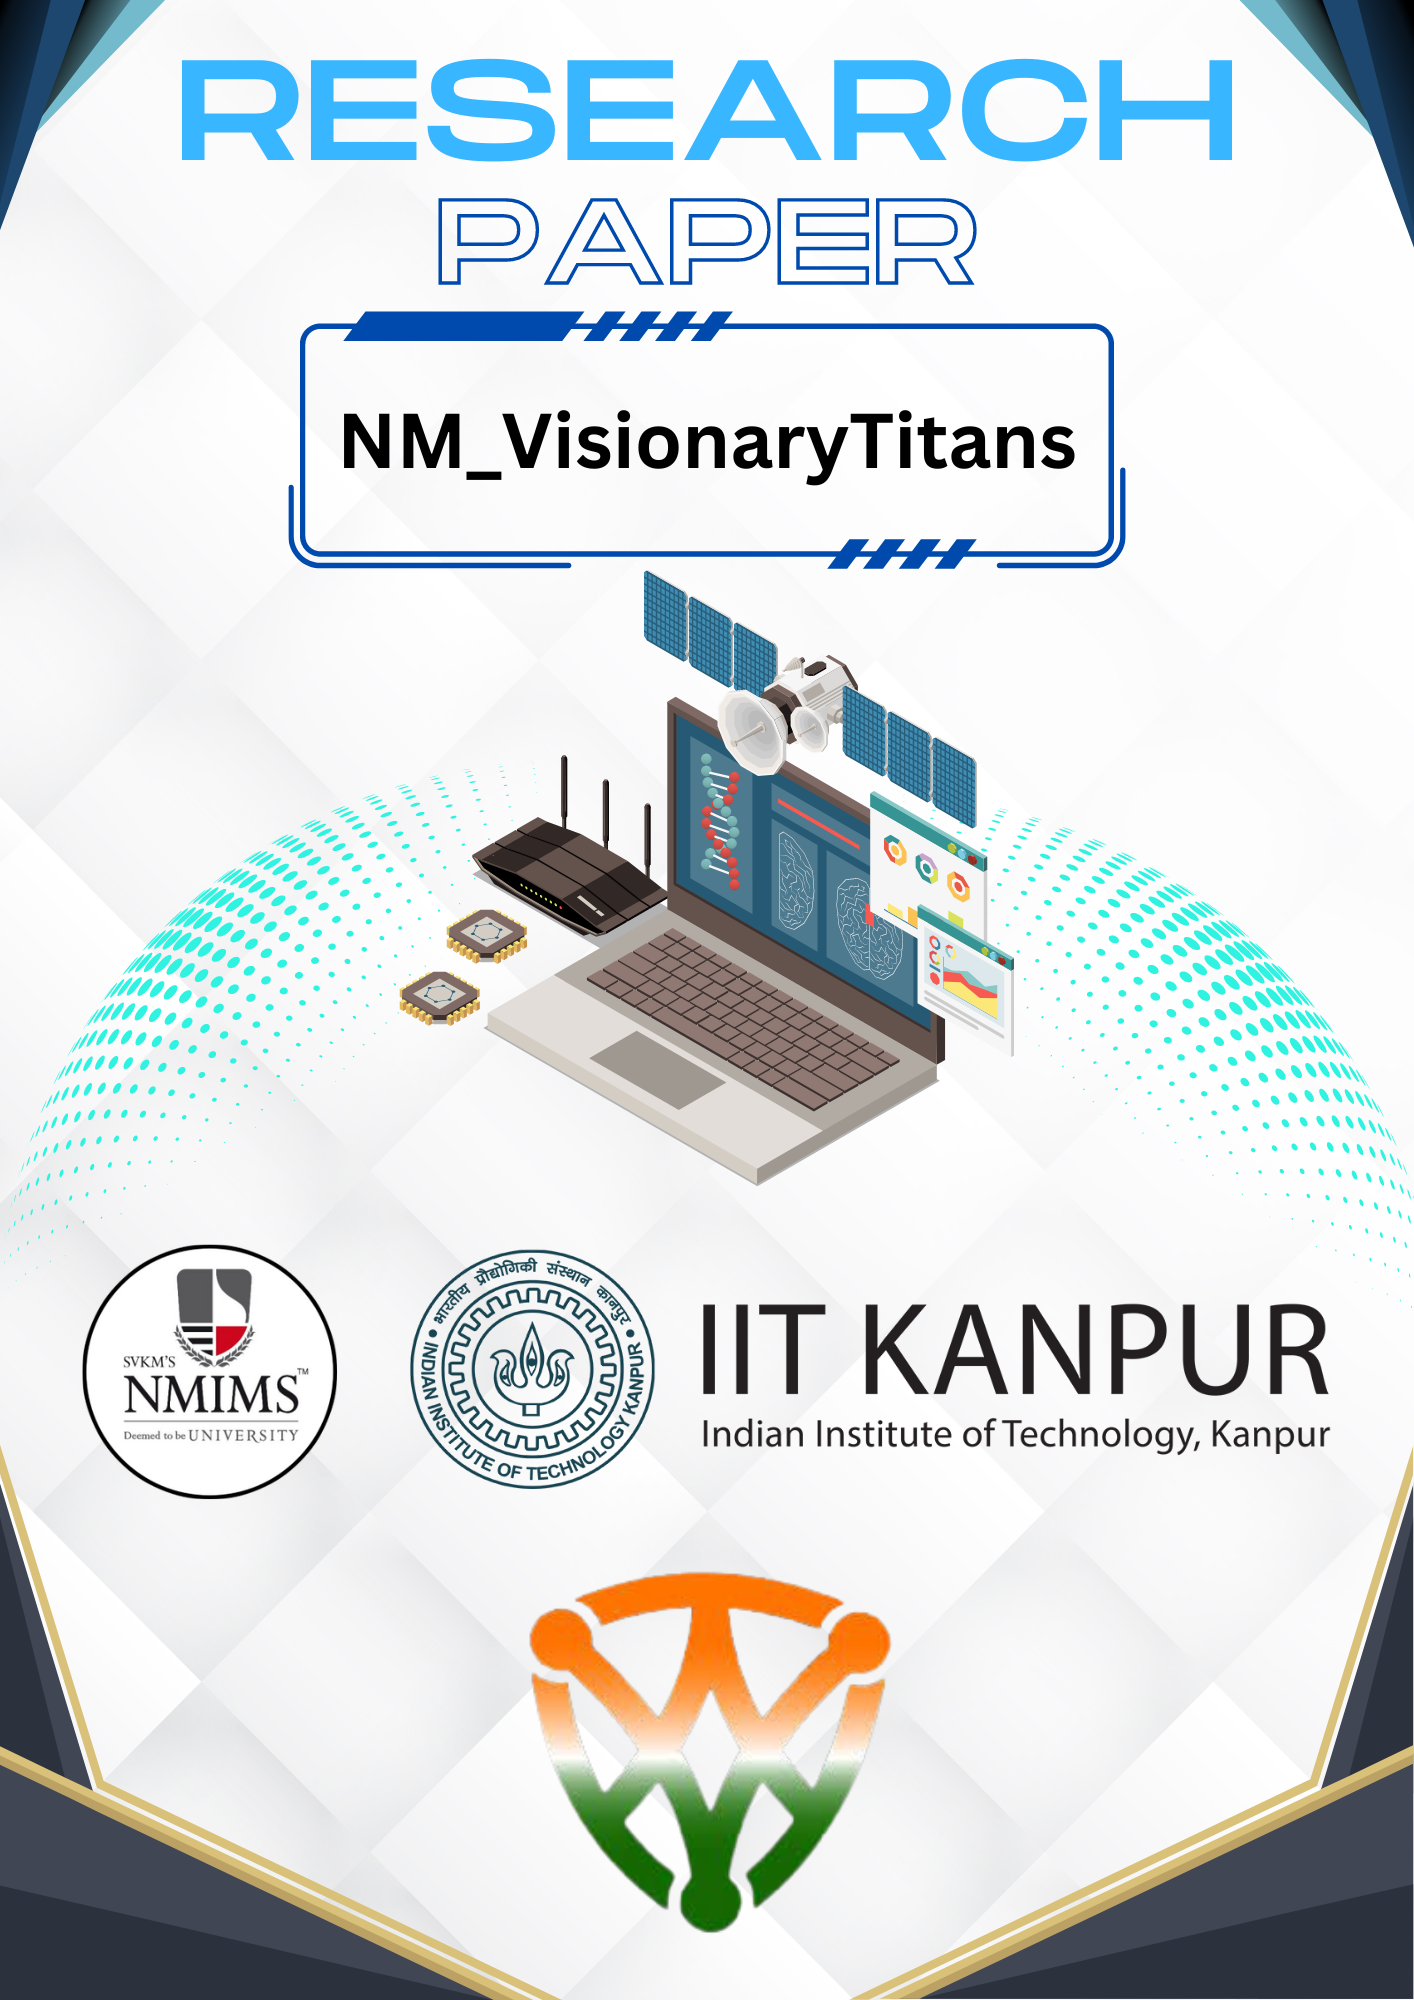 RESEARCH
PAPER
NM_VisionaryTitans
SVKM'S
NMIMS™
Deemed to be UNIVERSITY
भारतीय प्रौद्योगिकी संस्थान कानपुर
INDIAN INSTITUTE OF TECHNOLOGY KANPUR
IIT KANPUR
Indian Institute of Technology, Kanpur